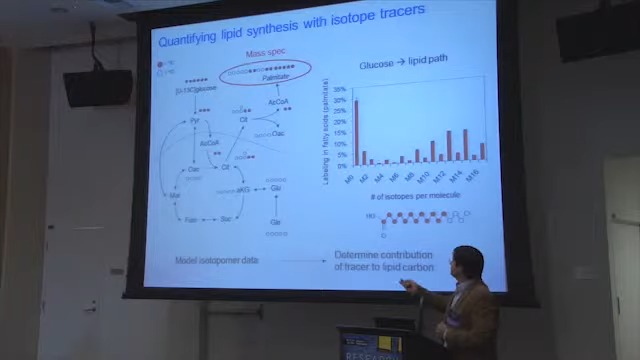 Quantifying lipid synthesis with isotope tracers
Mass spec
Palmitate
[U-13C]glucose
Pyr
AcCoA
AcCoA
Cit
Oac
Oac
Cit
Mal
αKG
Glu
Fum
Suc
Gln
Glucose → lipid path
Labeling in fatty acids (palmitate)
35%
30%
25%
20%
15%
10%
5%
0%
M0
M2
M4
M6
M8
M10
M12
M14
M16
# of isotopes per molecule
HO
O
Model isotopomer data
Determine contribution
of tracer to lipid carbon
RESEARCH